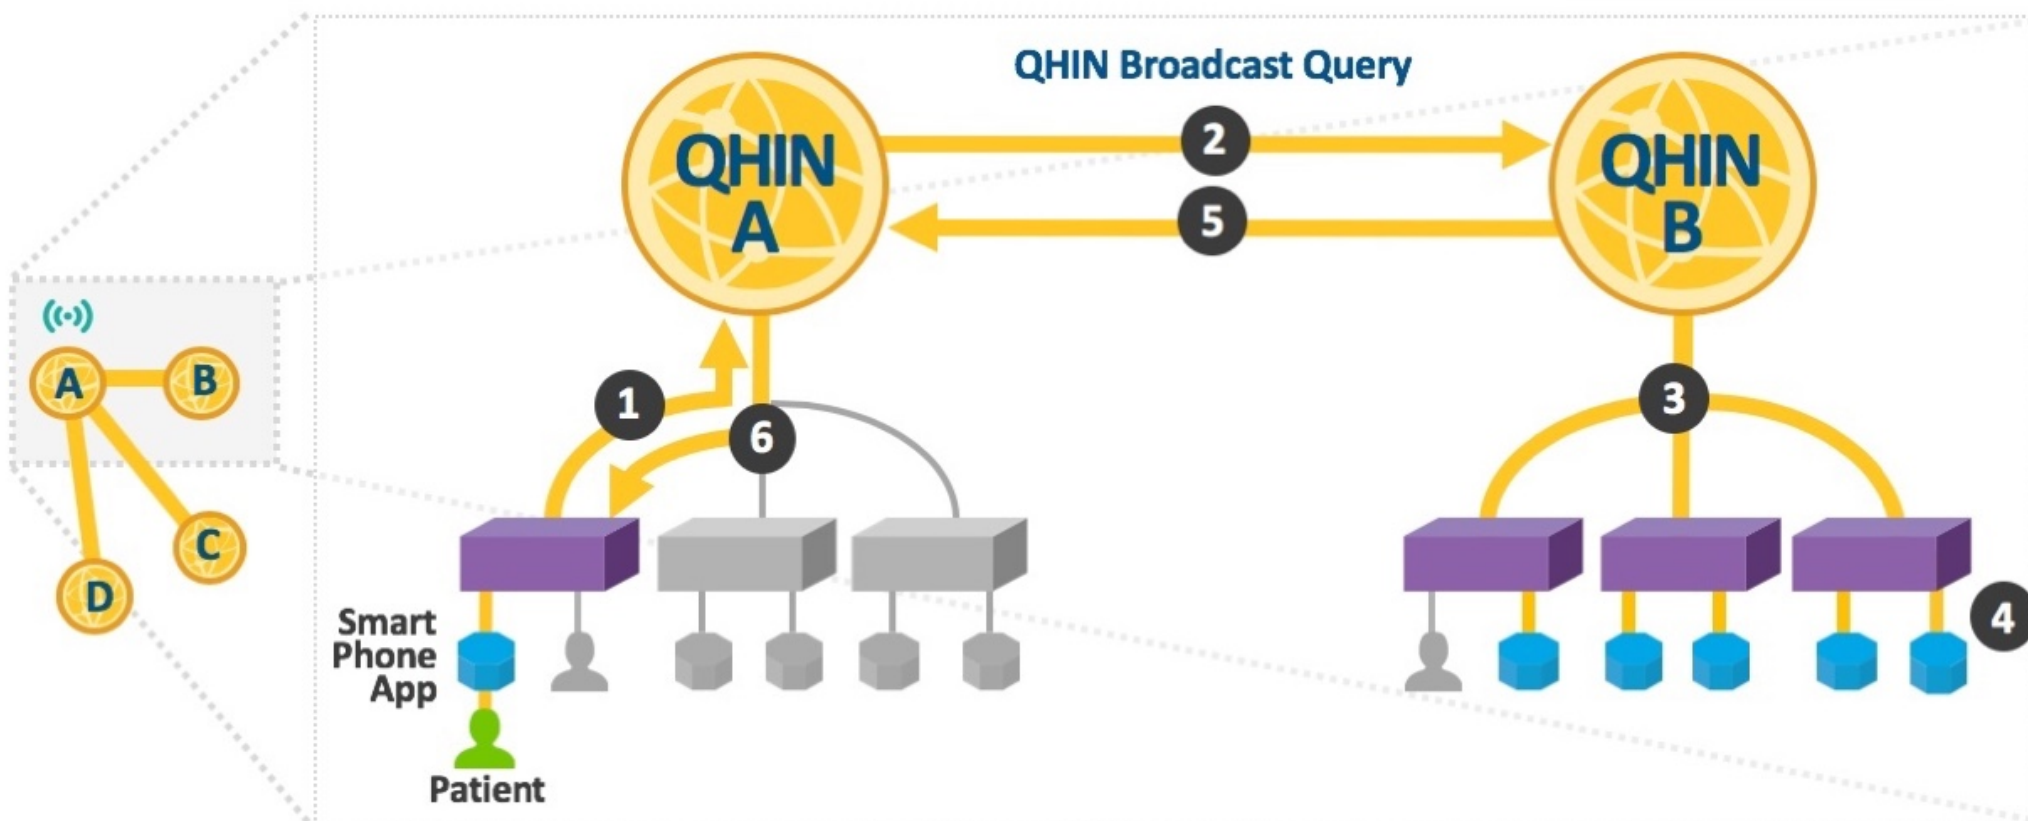 QHIN Broadcast Query
QHIN
A
2
QHIN
B
5
A
B
C
D
1
6
3
4
Smart
Phone
App
Patient